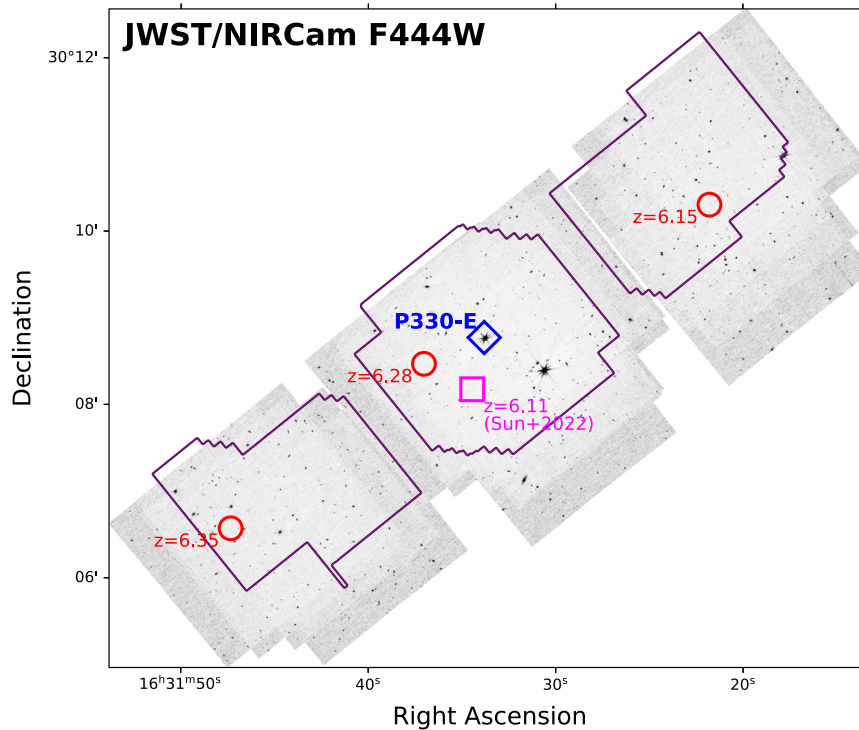 JWST/NIRCam F444W
30°12'
10'
08'
06'
Declination
z=6.15
P330-E
z=6.28
z=6.11
(Sun+2022)
z=6.35
16ʰ31ᵐ50ˢ
40ˢ
30ˢ
20ˢ
Right Ascension